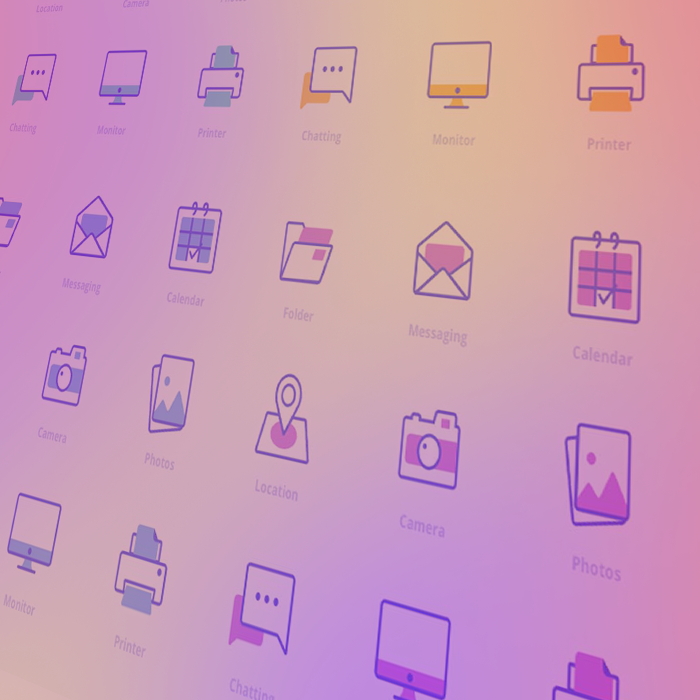 Location
Camera
Chatting
Monitor
Printer
Chatting
Monitor
Printer
Messaging
Calendar
Folder
Messaging
Calendar
Camera
Photos
Location
Camera
Photos
Monitor
Printer
Chatting